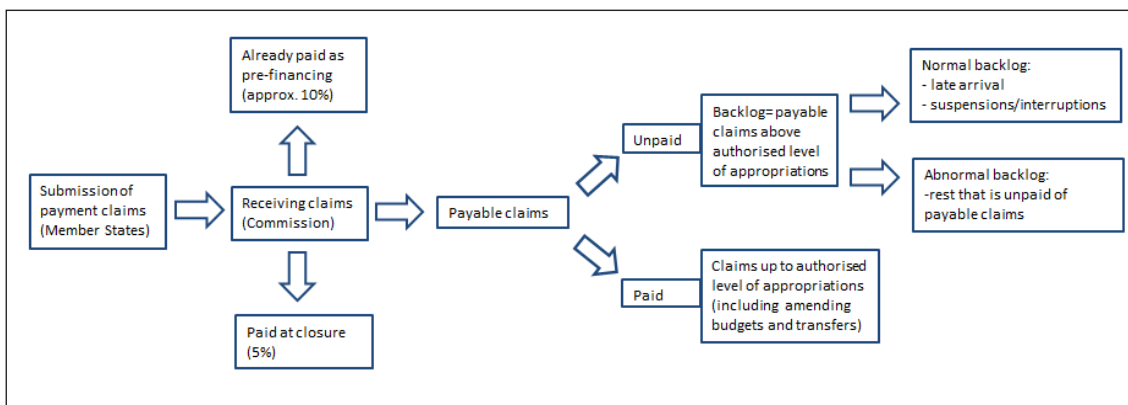 Already paid as
pre-financing
(approx. 10%)
Submission of
payment claims
(Member States)
Receiving claims
(Commission)
Paid at closure
(5%)
Payable claims
Unpaid
Backlog= payable
claims above
authorised level
of appropriations
Normal backlog:
- late arrival
- suspensions/interruptions
Abnormal backlog:
-rest that is unpaid of
payable claims
Paid
Claims up to authorised
level of appropriations
(including amending
budgets and transfers)